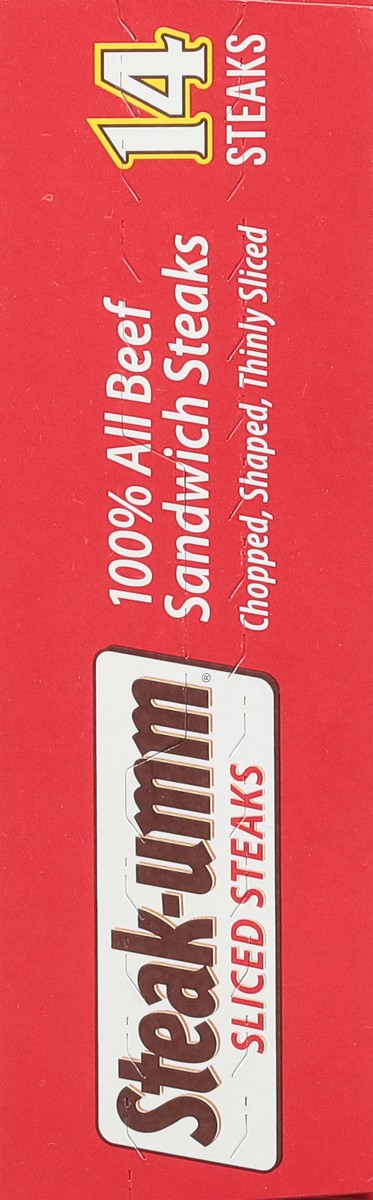 Steak-umm®
SLICED STEAKS
100% All Beef
Sandwich Steaks
Chopped, Shaped, Thinly Sliced
14
STEAKS